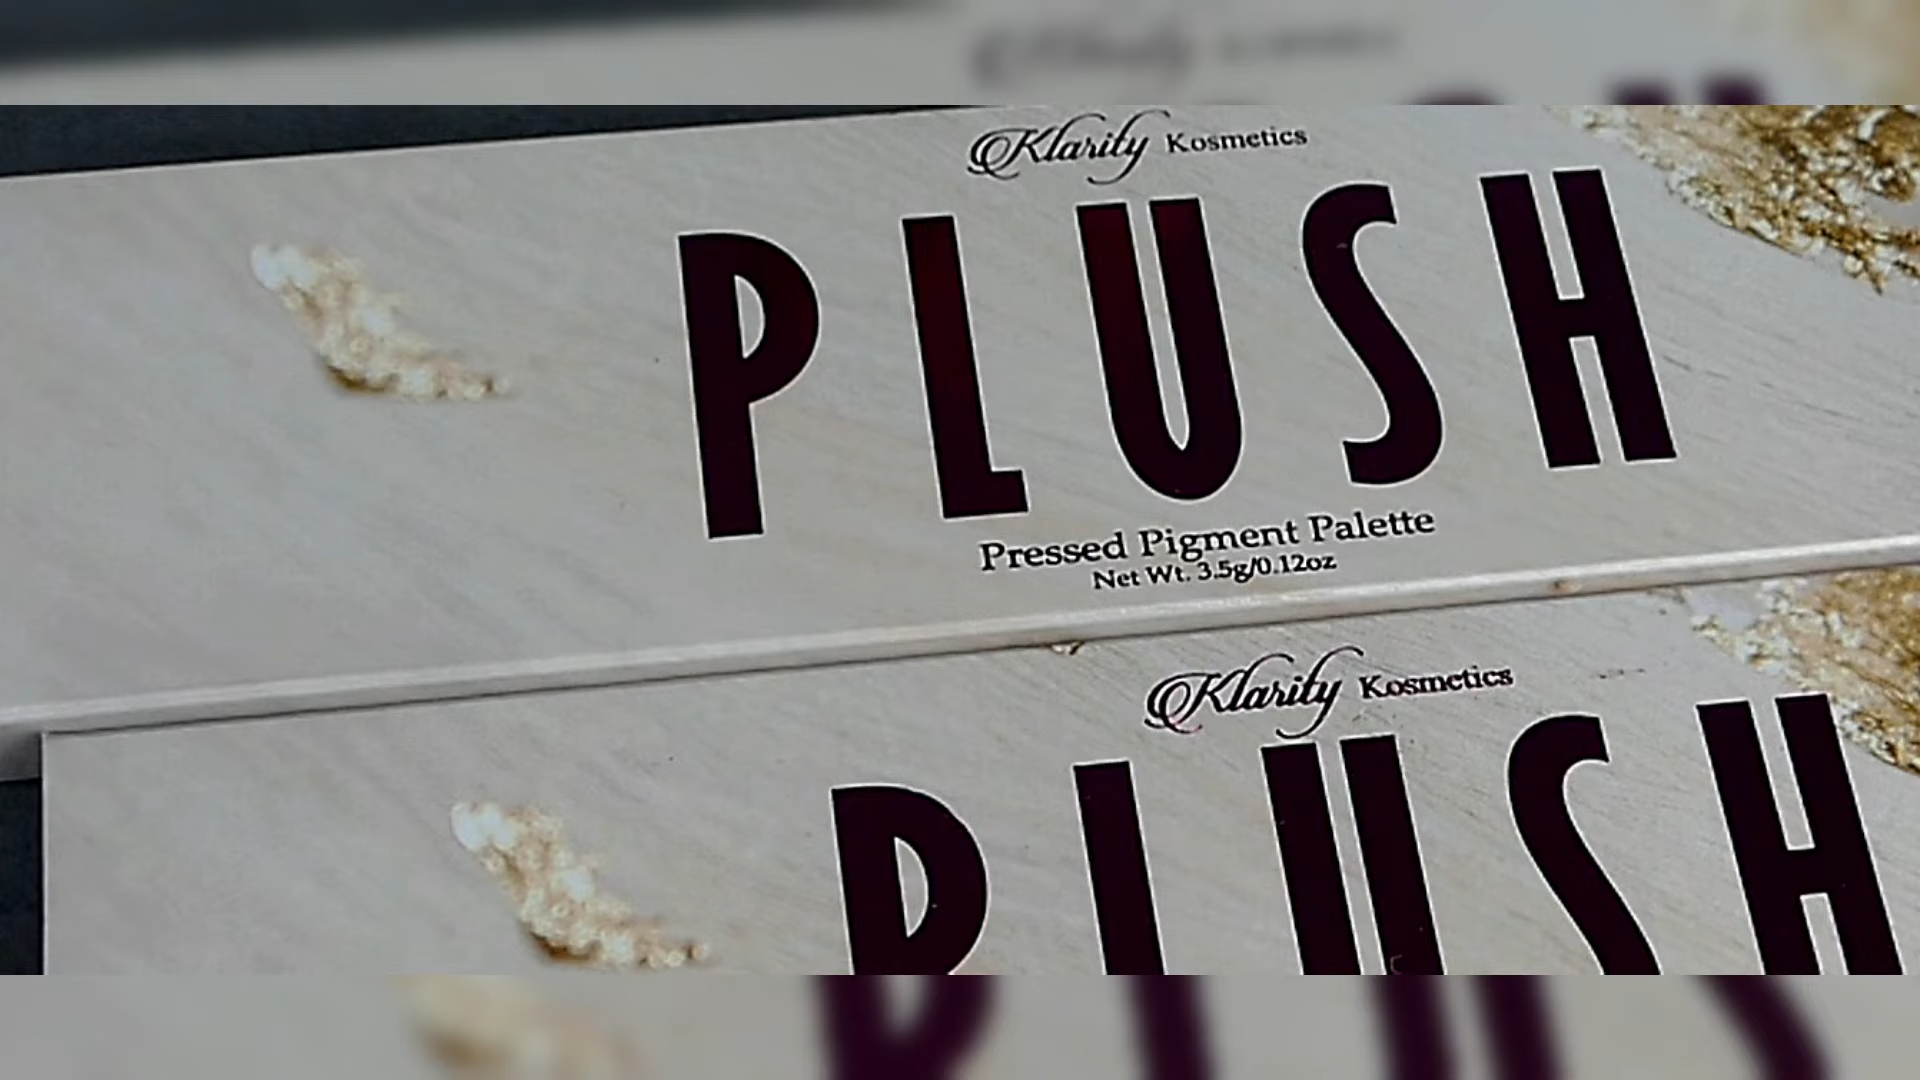 Klarity Kosmetics
PLUSH
Pressed Pigment Palette
Net Wt. 3.5g/0.12oz
Klarity Kosmetics
PLUSH